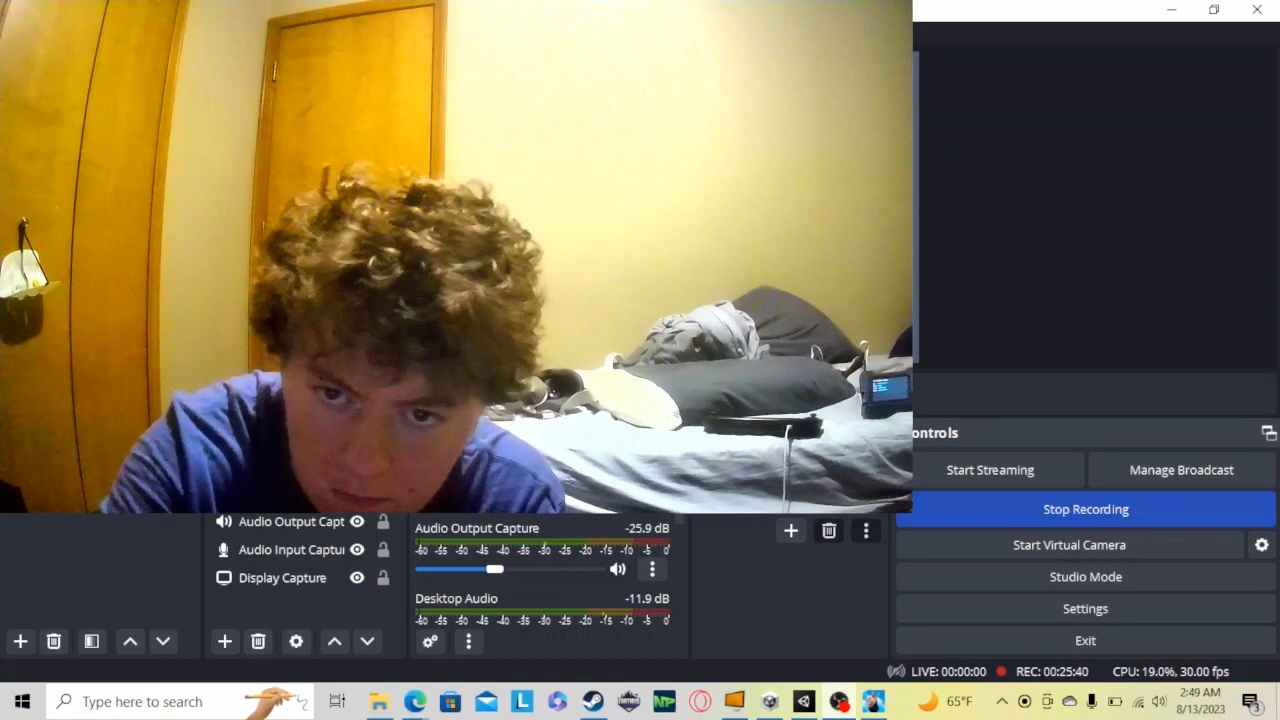 ontrols
Start Streaming
Manage Broadcast
Stop Recording
Start Virtual Camera
Studio Mode
Settings
Exit
Audio Output Capt
Audio Input Captui
Display Capture
Audio Output Capture -25.9 dB
-60 -55 -50 -45 -40 -35 -30 -25 -20 -15 -10 -5 0
Desktop Audio -11.9 dB
-60 -55 -50 -45 -40 -35 -30 -25 -20 -15 -10 -5 0
LIVE: 00:00:00 REC: 00:25:40 CPU: 19.0%, 30.00 fps
Type here to search
L
NP
65°F
2:49 AM
8/13/2023
3